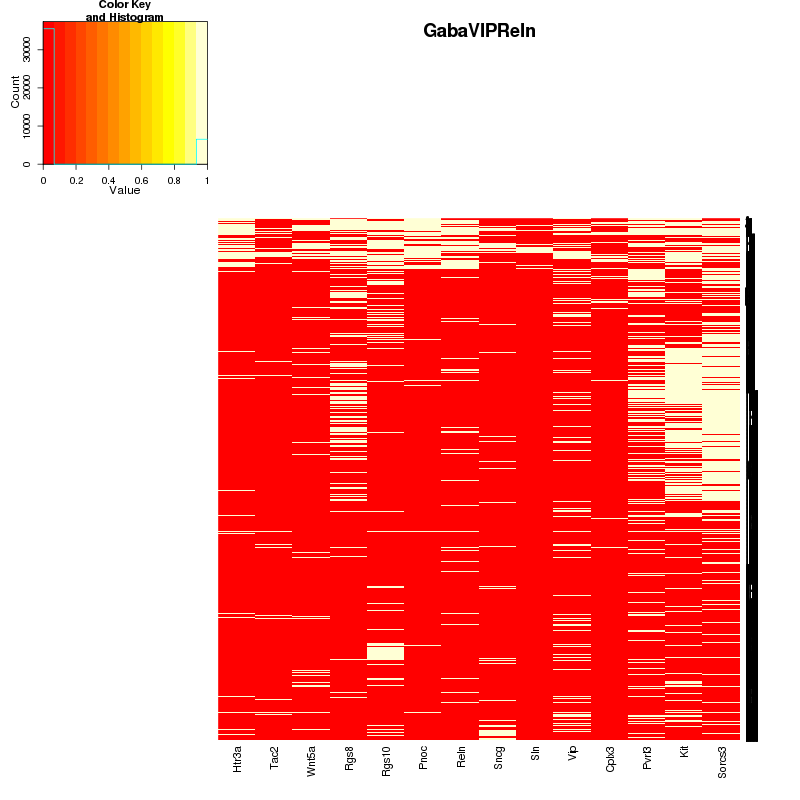 Color Key
and Histogram
GabaVIPReln
Count
0
10000
20000
30000
0 0.2 0.4 0.6 0.8 1
Value
Htr3a Tac2 Wnt5a Rgs8 Rgs10 Pnoc Reln Sncg Sln Vip Cplx3 Pvrl3 Kit Sorcs3